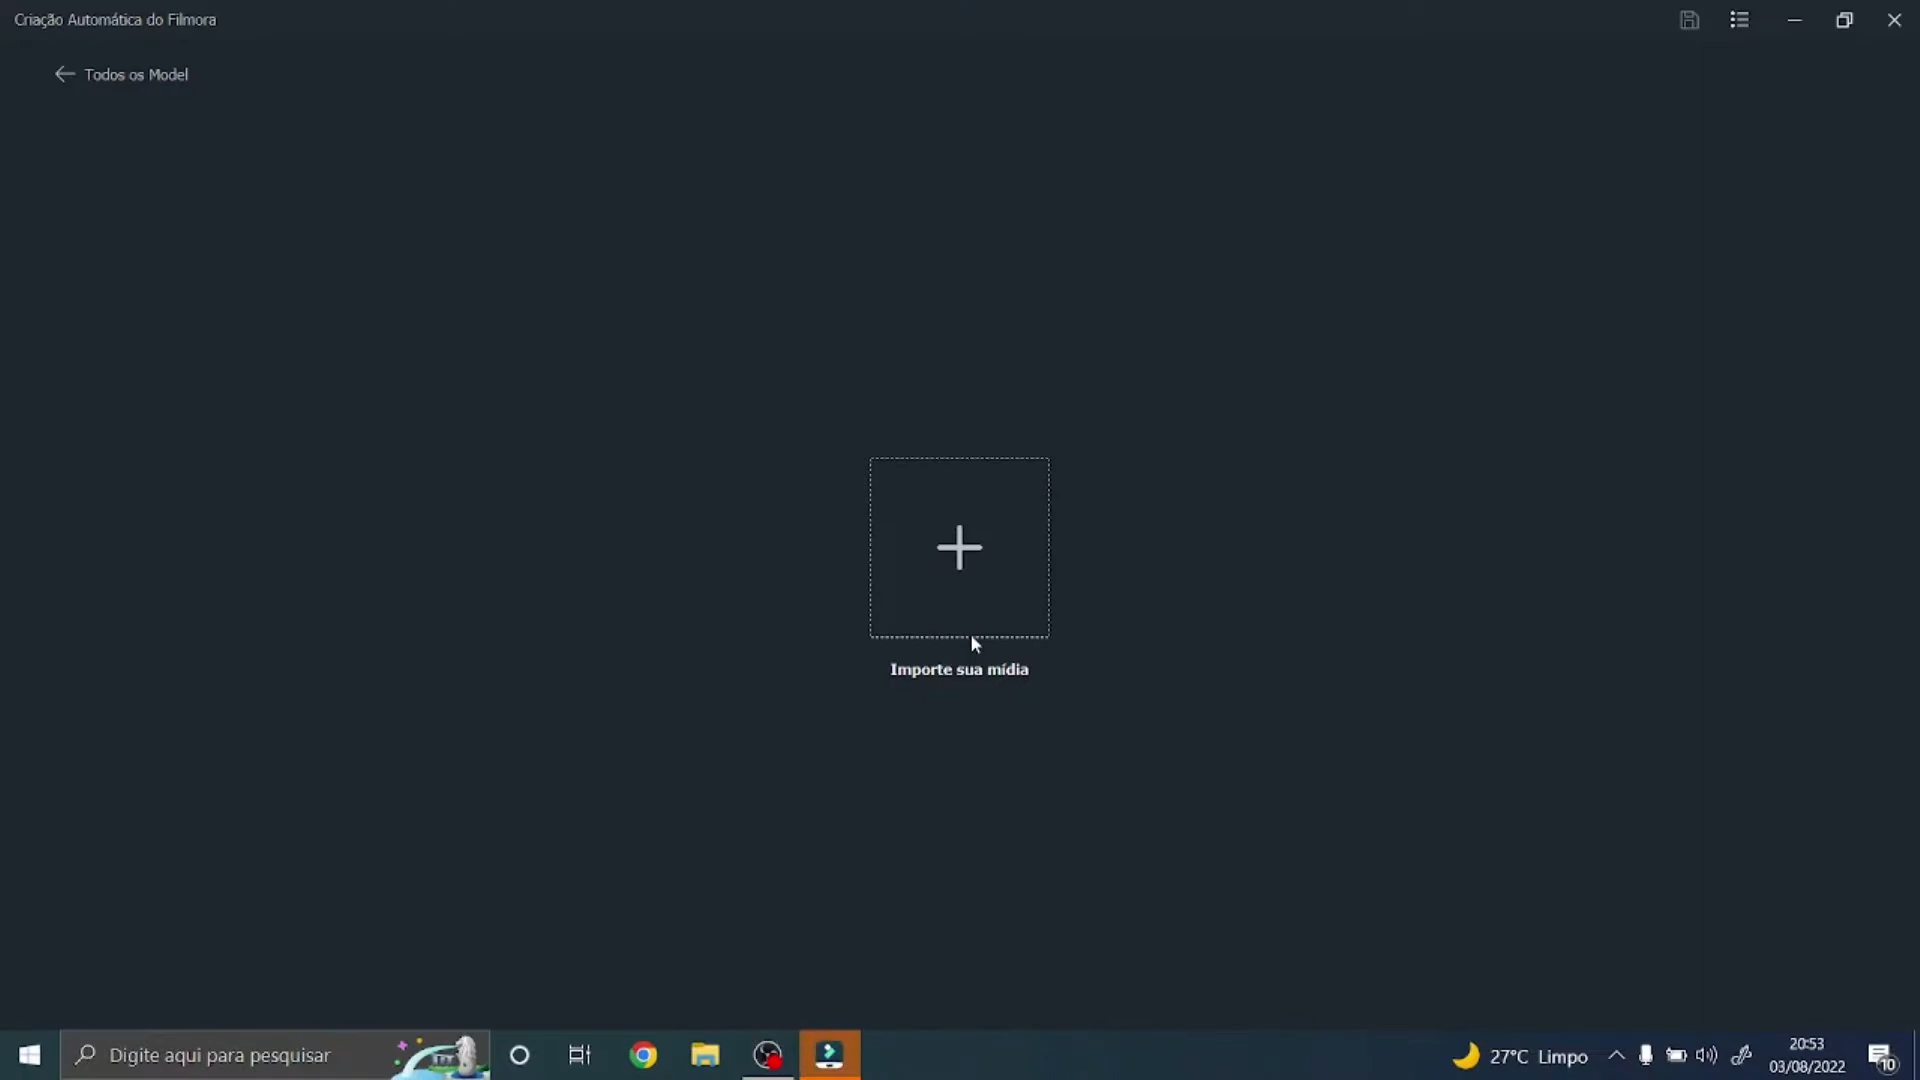 Criação Automática do Filmora
Todos os Model
Importe sua mídia
Digite aqui para pesquisar
27°C Limpo
20:53
03/08/2022
10